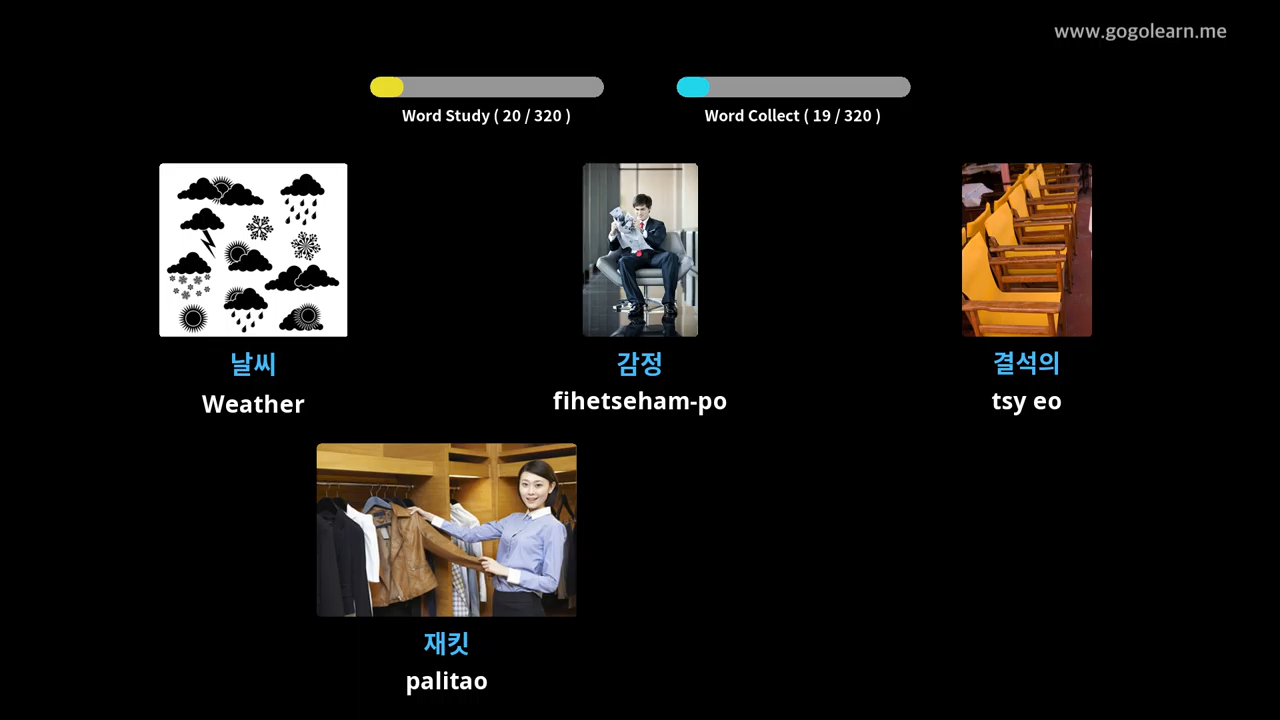 www.gogolearn.me
Word Study ( 20 / 320 )
Word Collect ( 19 / 320 )
날씨
Weather
감정
fihetseham-po
결석의
tsy eo
재킷
palitao